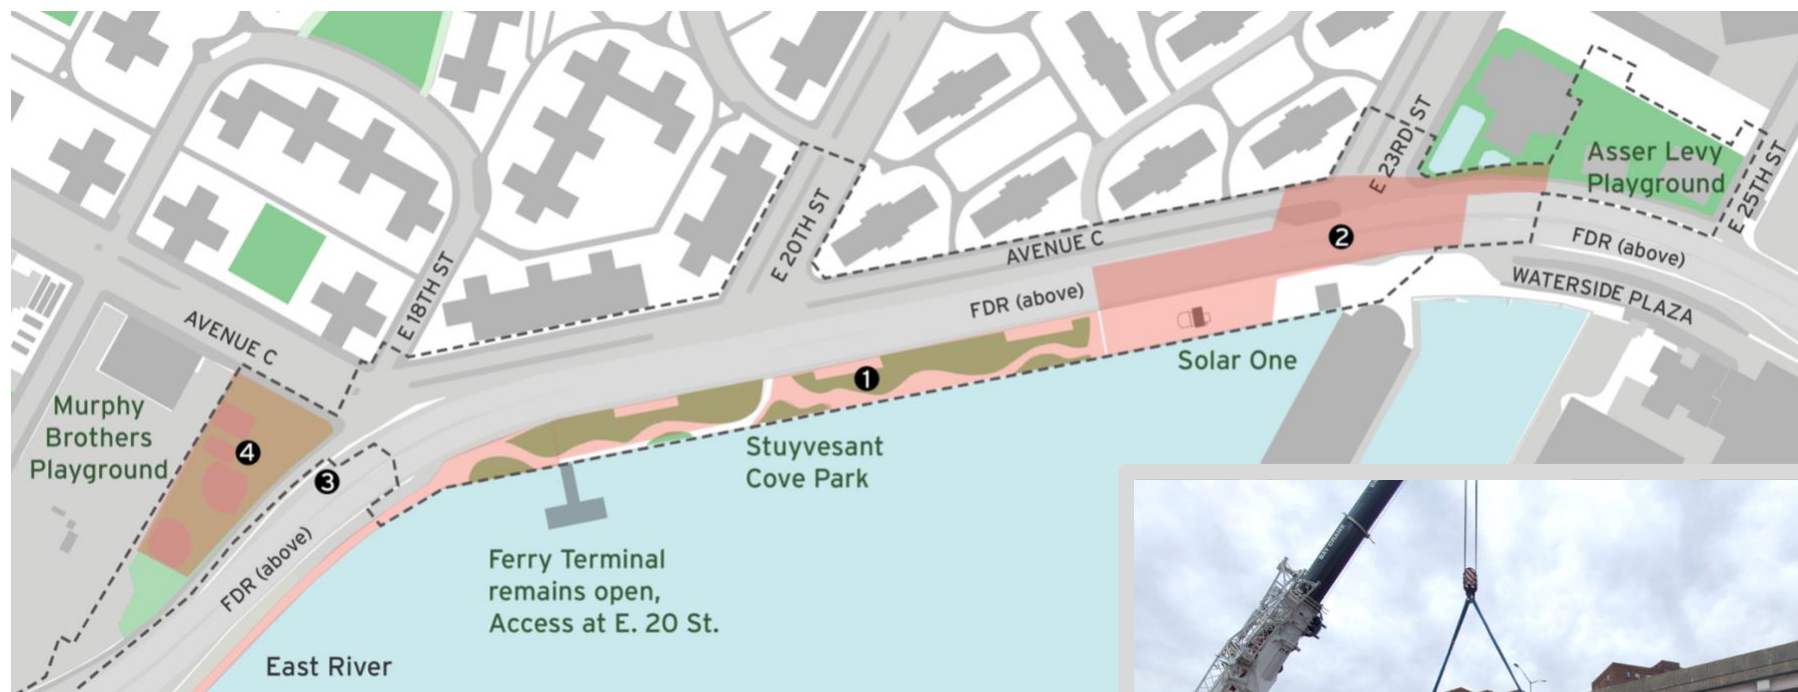 E 23RD ST
Asser Levy
Playground
E 25TH ST
2
FDR (above)
WATERSIDE PLAZA
E 20TH ST
AVENUE C
FDR (above)
Solar One
E 18TH ST
AVENUE C
1
Murphy
Brothers
Playground
4
3
Stuyvesant
Cove Park
FDR (above)
Ferry Terminal
remains open,
Access at E. 20 St.
East River
BAY CRANE